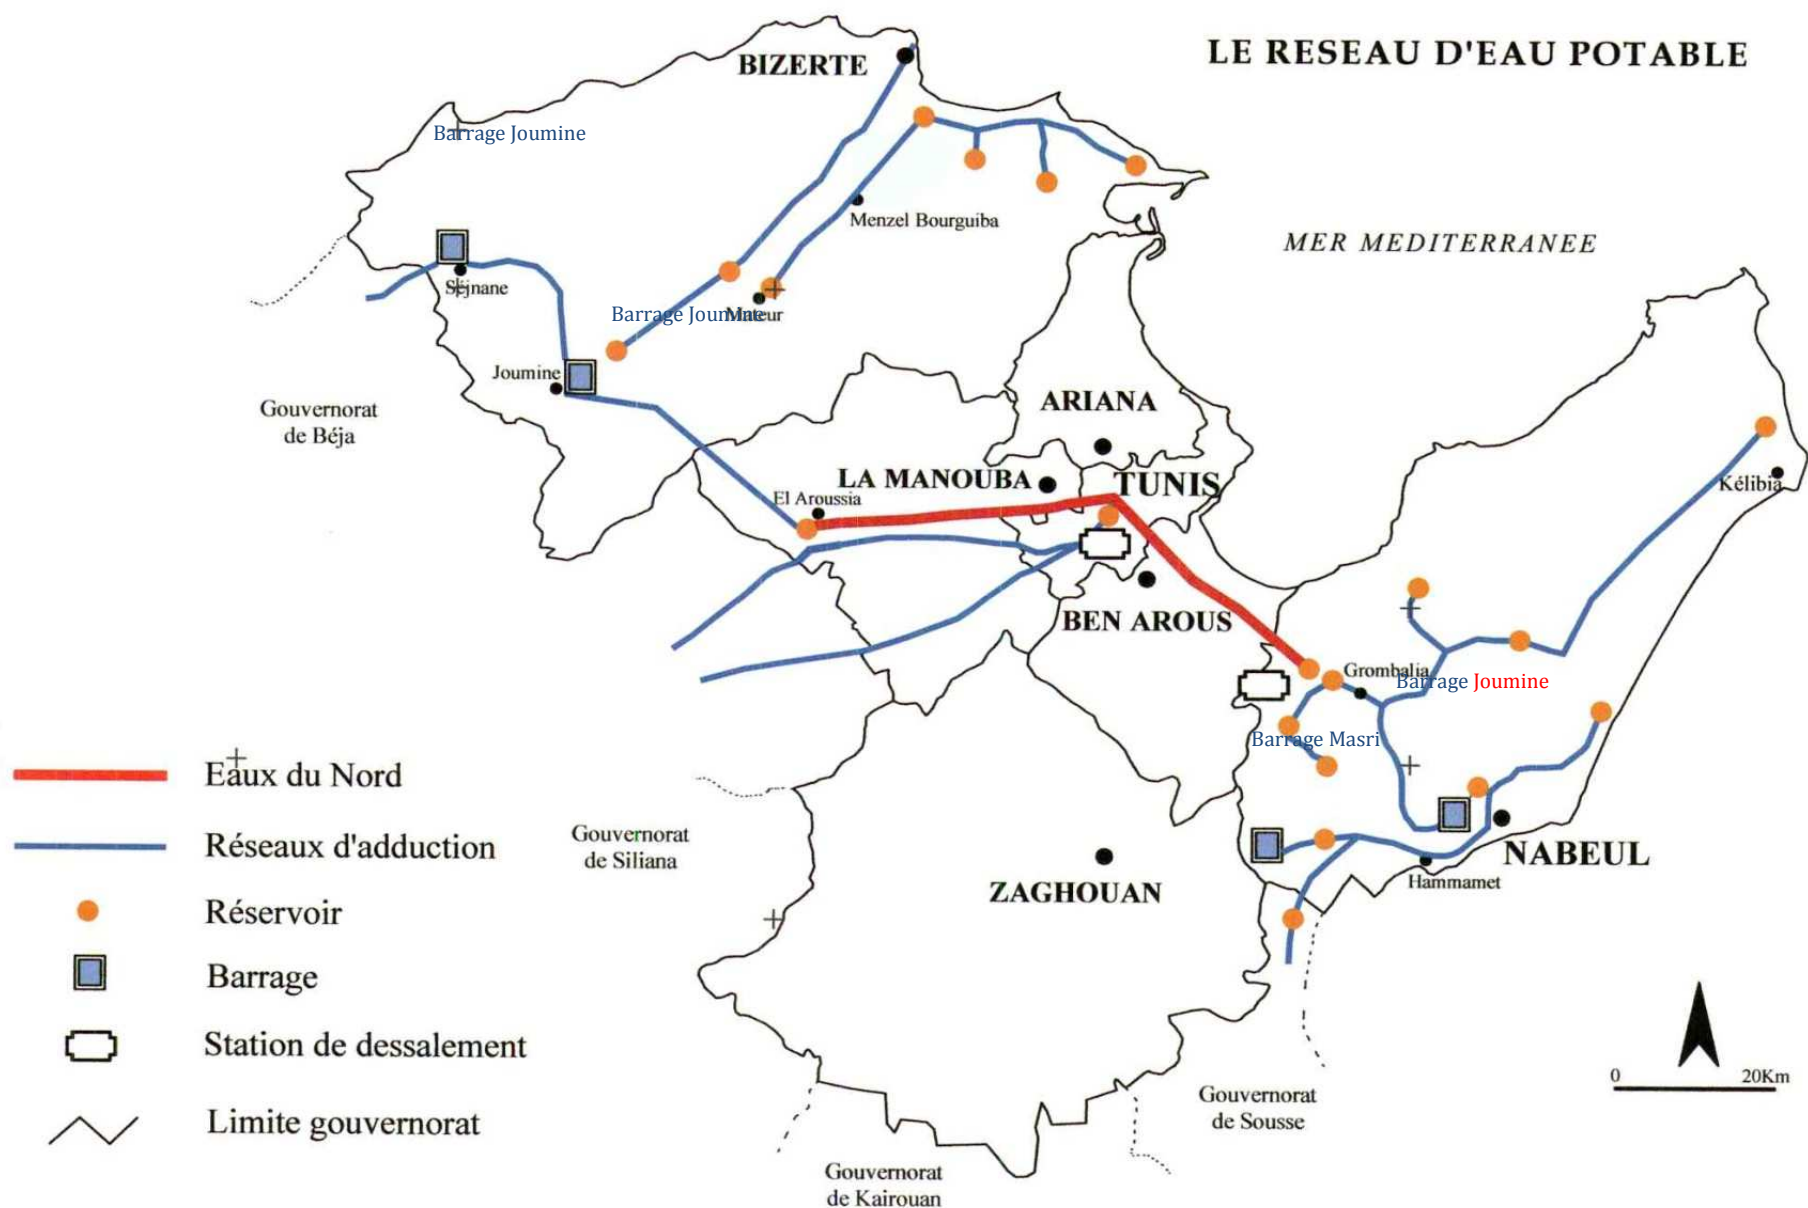 LE RESEAU D'EAU POTABLE
BIZERTE
Barrage Joumine
Menzel Bourguiba
MER MEDITERRANEE
Séjnane
Barrage Joumine
Mateur
Joumine
Gouvernorat
de Béja
ARIANA
LA MANOUBA
TUNIS
El Aroussia
Kélibia
BEN AROUS
Grombalia
Barrage Joumine
Barrage Masri
Eaux du Nord
Réseaux d'adduction
Gouvernorat
de Siliana
NABEUL
Hammamet
ZAGHOUAN
Réservoir
Barrage
Station de dessalement
Limite gouvernorat
0 20Km
Gouvernorat
de Sousse
Gouvernorat
de Kairouan